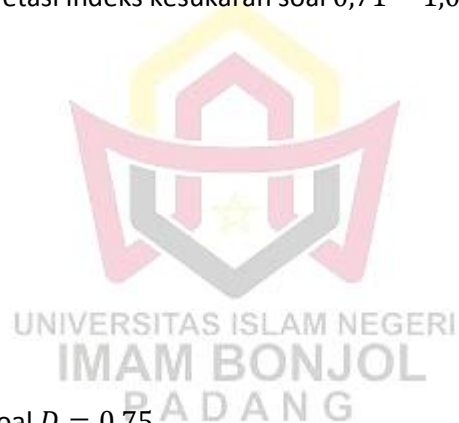 etasi indeks kesukaran soal 0,71 – 1,0
UNIVERSITAS ISLAM NEGERI
IMAM BONJOL
PADANG
oal D = 0,75